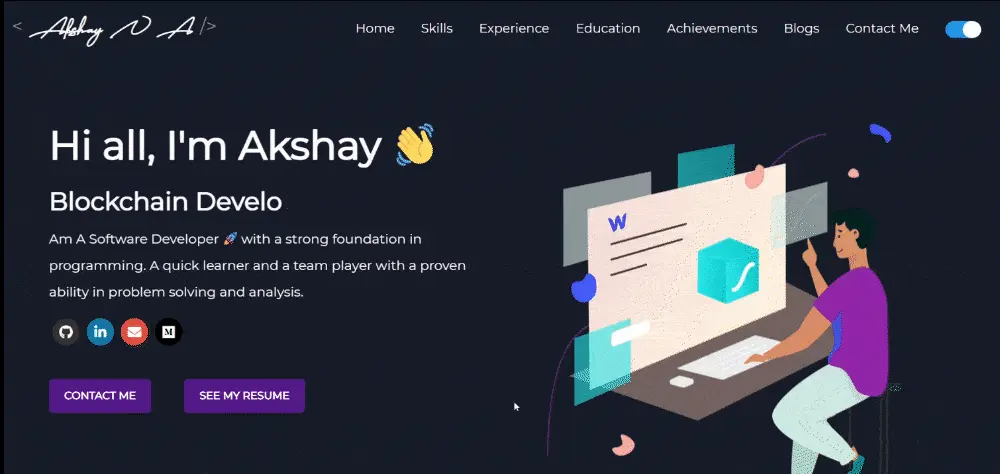 < Akshay N A />
Home Skills Experience Education Achievements Blogs Contact Me
Hi all, I'm Akshay 👋
Blockchain Develo
Am A Software Developer 🚀 with a strong foundation in
programming. A quick learner and a team player with a proven
ability in problem solving and analysis.
in
M
CONTACT ME SEE MY RESUME
W